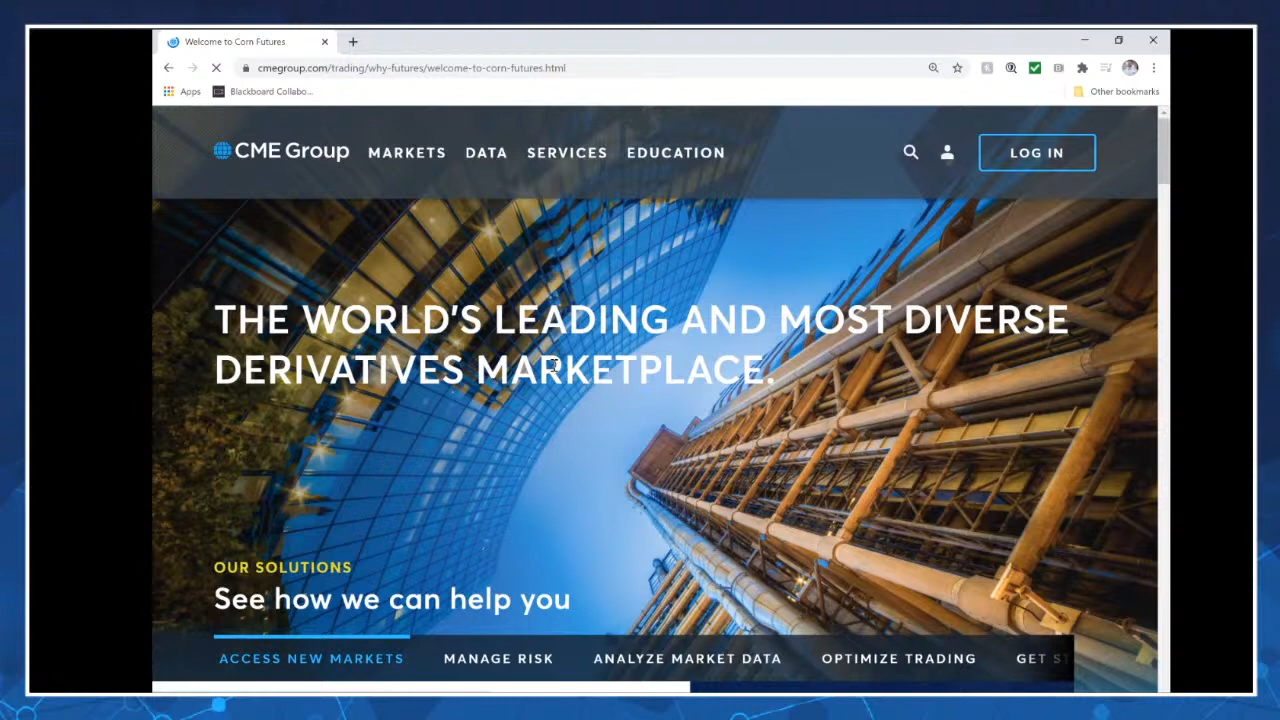 Welcome to Corn Futures
cmegroup.com/trading/why-futures/welcome-to-corn-futures.html
Apps
Blackboard Collabo...
Other bookmarks
CME Group MARKETS DATA SERVICES EDUCATION
LOG IN
THE WORLD'S LEADING AND MOST DIVERSE
DERIVATIVES MARKETPLACE.
OUR SOLUTIONS
See how we can help you
ACCESS NEW MARKETS MANAGE RISK ANALYZE MARKET DATA OPTIMIZE TRADING GET ST